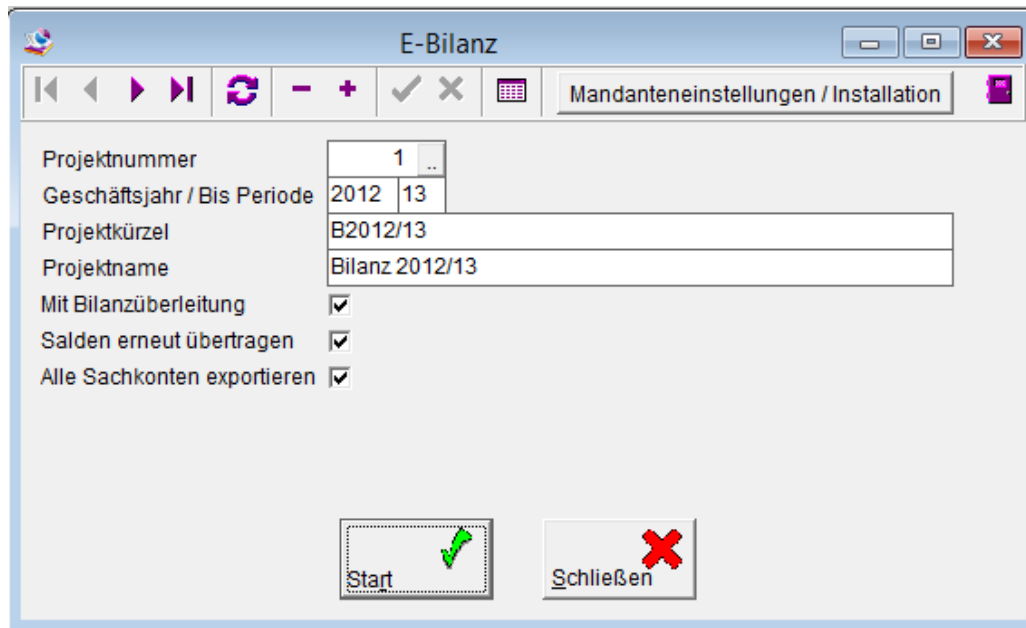 E-Bilanz
Mandanteneinstellungen / Installation
Projektnummer 1 ..
Geschäftsjahr / Bis Periode 2012 13
Projektkürzel B2012/13
Projektname Bilanz 2012/13
Mit Bilanzüberleitung
Salden erneut übertragen
Alle Sachkonten exportieren
Start Schließen